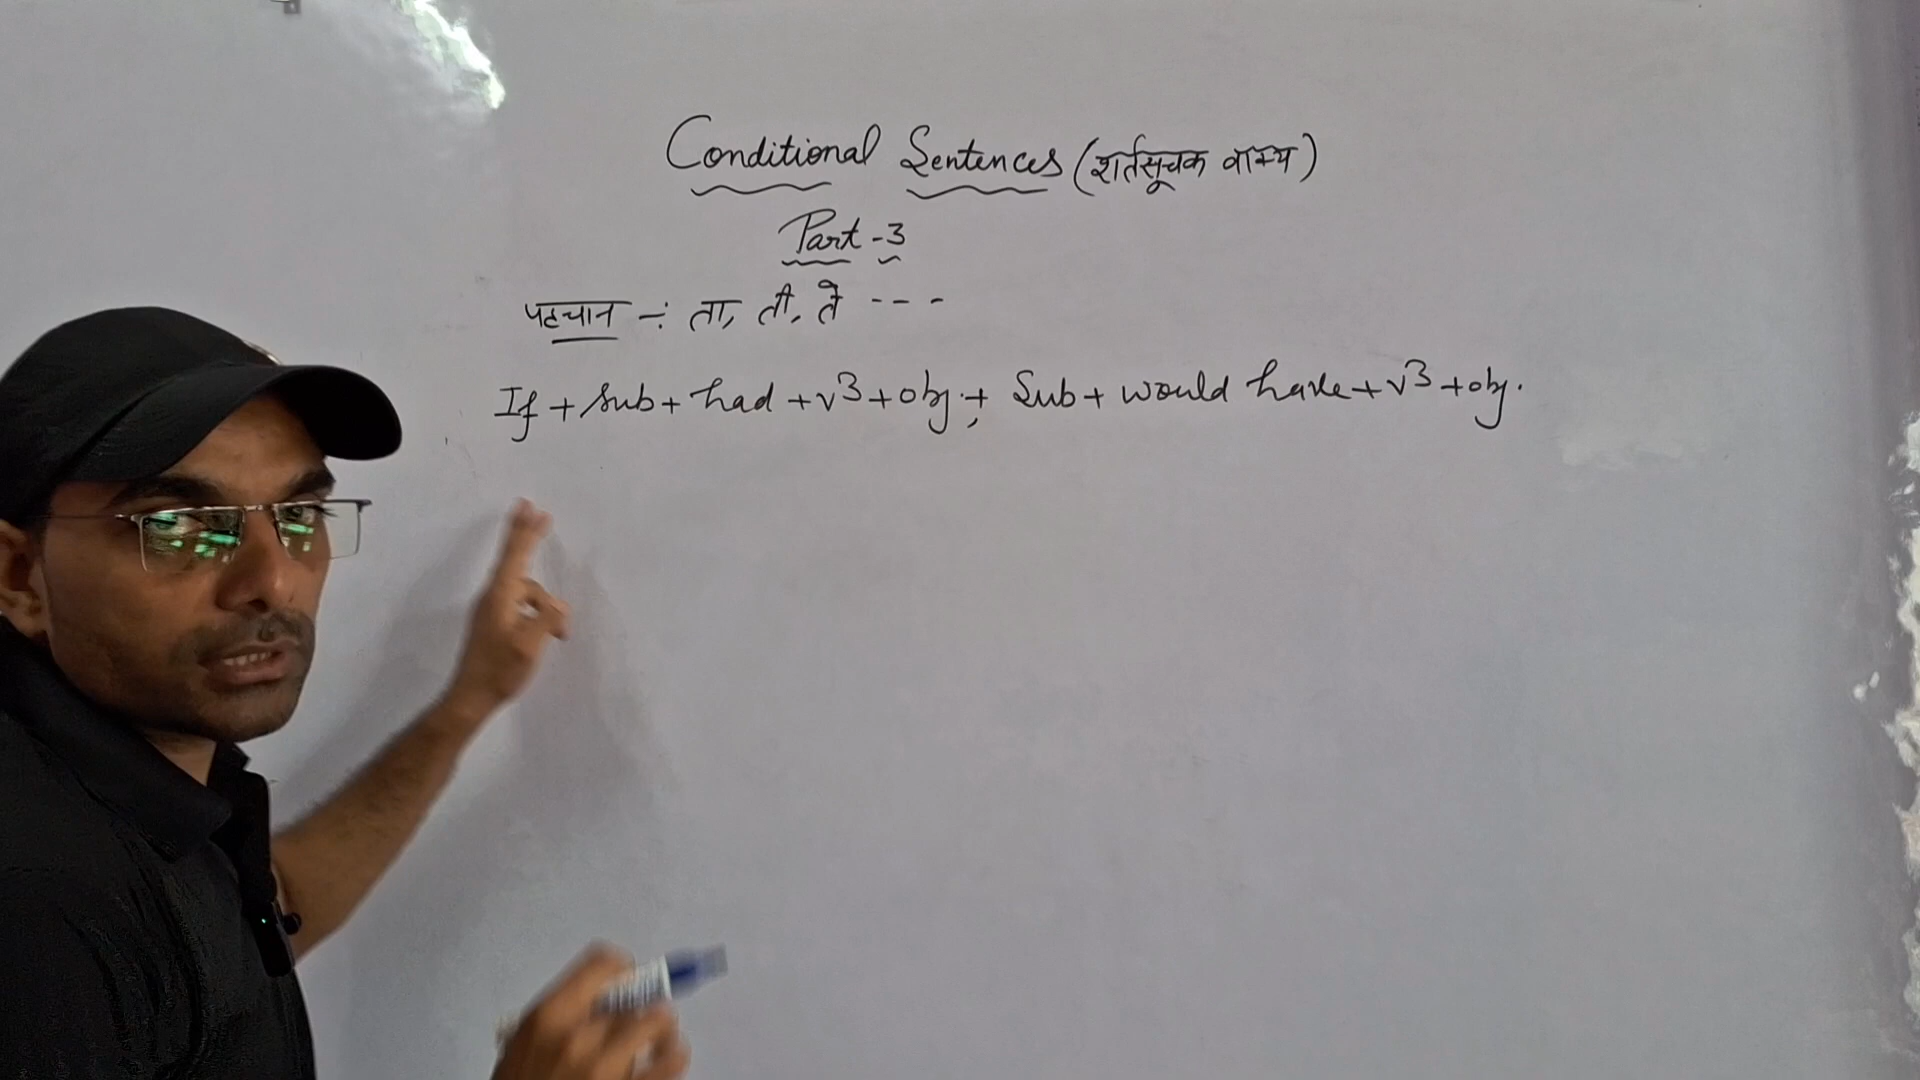 Conditional Sentences (शर्तसूचक वाक्य)
Part -3
पहचान -: ता, ती, ते ---
If + sub + had + v3 + obj. + , Sub + would have + v3 + obj.